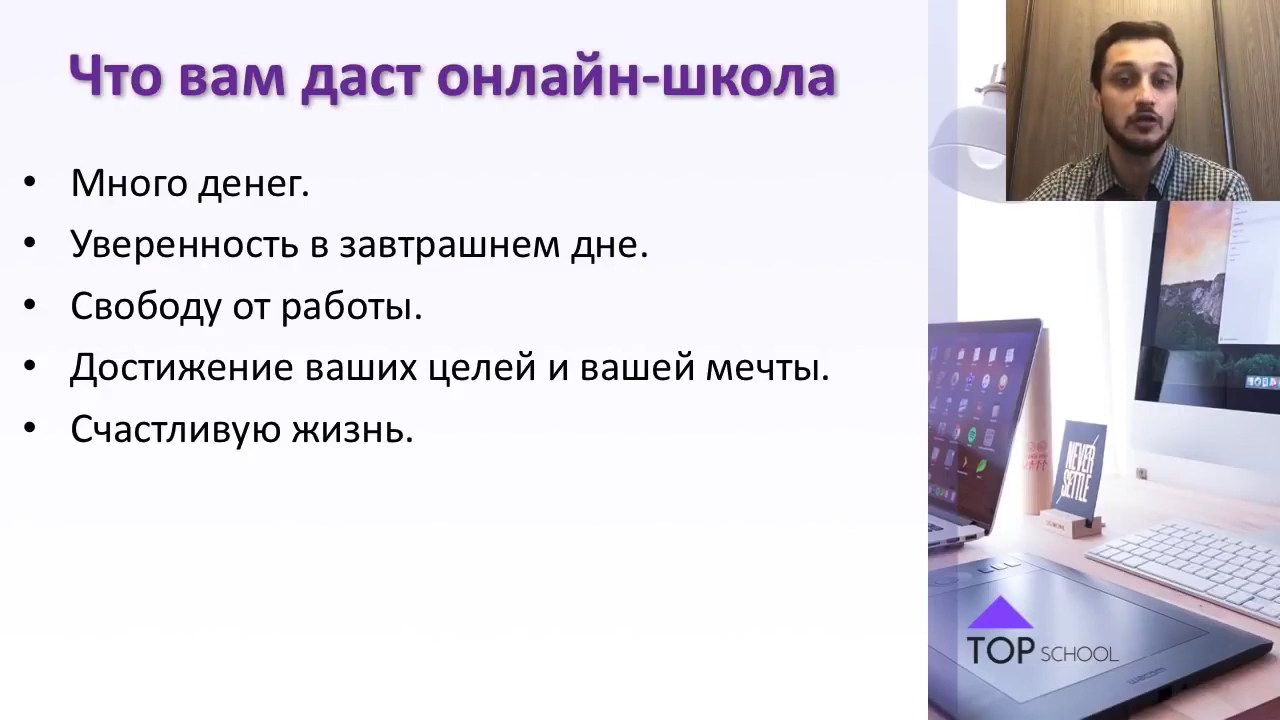 Что вам даст онлайн-школа
• Много денег.
• Уверенность в завтрашнем дне.
• Свободу от работы.
• Достижение ваших целей и вашей мечты.
• Счастливую жизнь.
NEVER
SETTLE
TOP SCHOOL
wacom